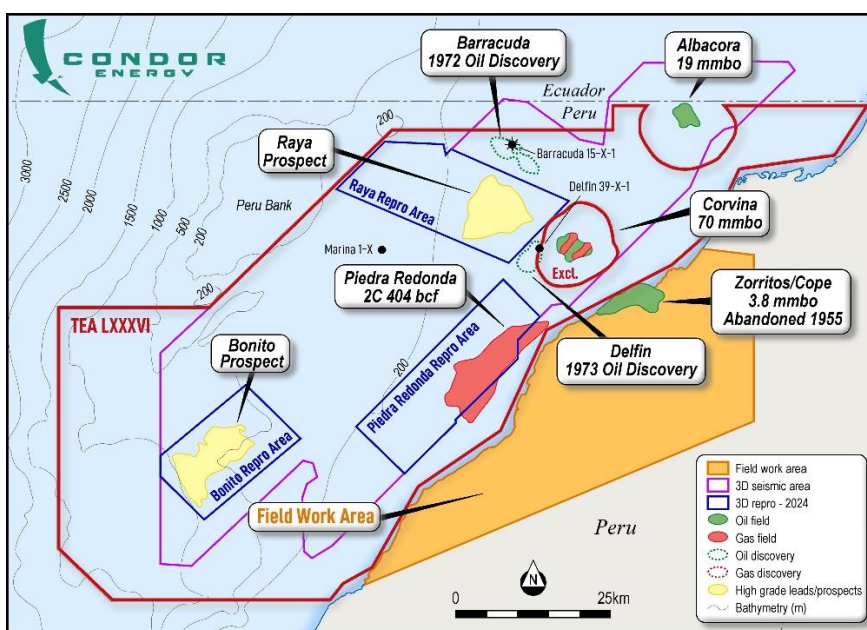 CONDOR
ENERGY
Barracuda
1972 Oil Discovery
Albacora
19 mmbo
Ecuador
Peru
200
Barracuda 15-X-1
Raya
Prospect
Raya Repro Area
Delfin 39-X-1
3000
2500
2000
1500
1000
500
200
Peru Bank
Corvina
70 mmbo
Marina 1-X
Excl.
Piedra Redonda
2C 404 bcf
Zorritos/Cope
3.8 mmbo
Abandoned 1955
200
TEA LXXXVI
Bonito
Prospect
200
Piedra Redonda Repro Area
Delfin
1973 Oil Discovery
Bonito Repro Area
Field Work Area
Peru
N
0
25km
Field work area
3D seismic area
3D repro - 2024
Oil field
Gas field
Oil discovery
Gas discovery
High grade leads/prospects
Bathymetry (m)